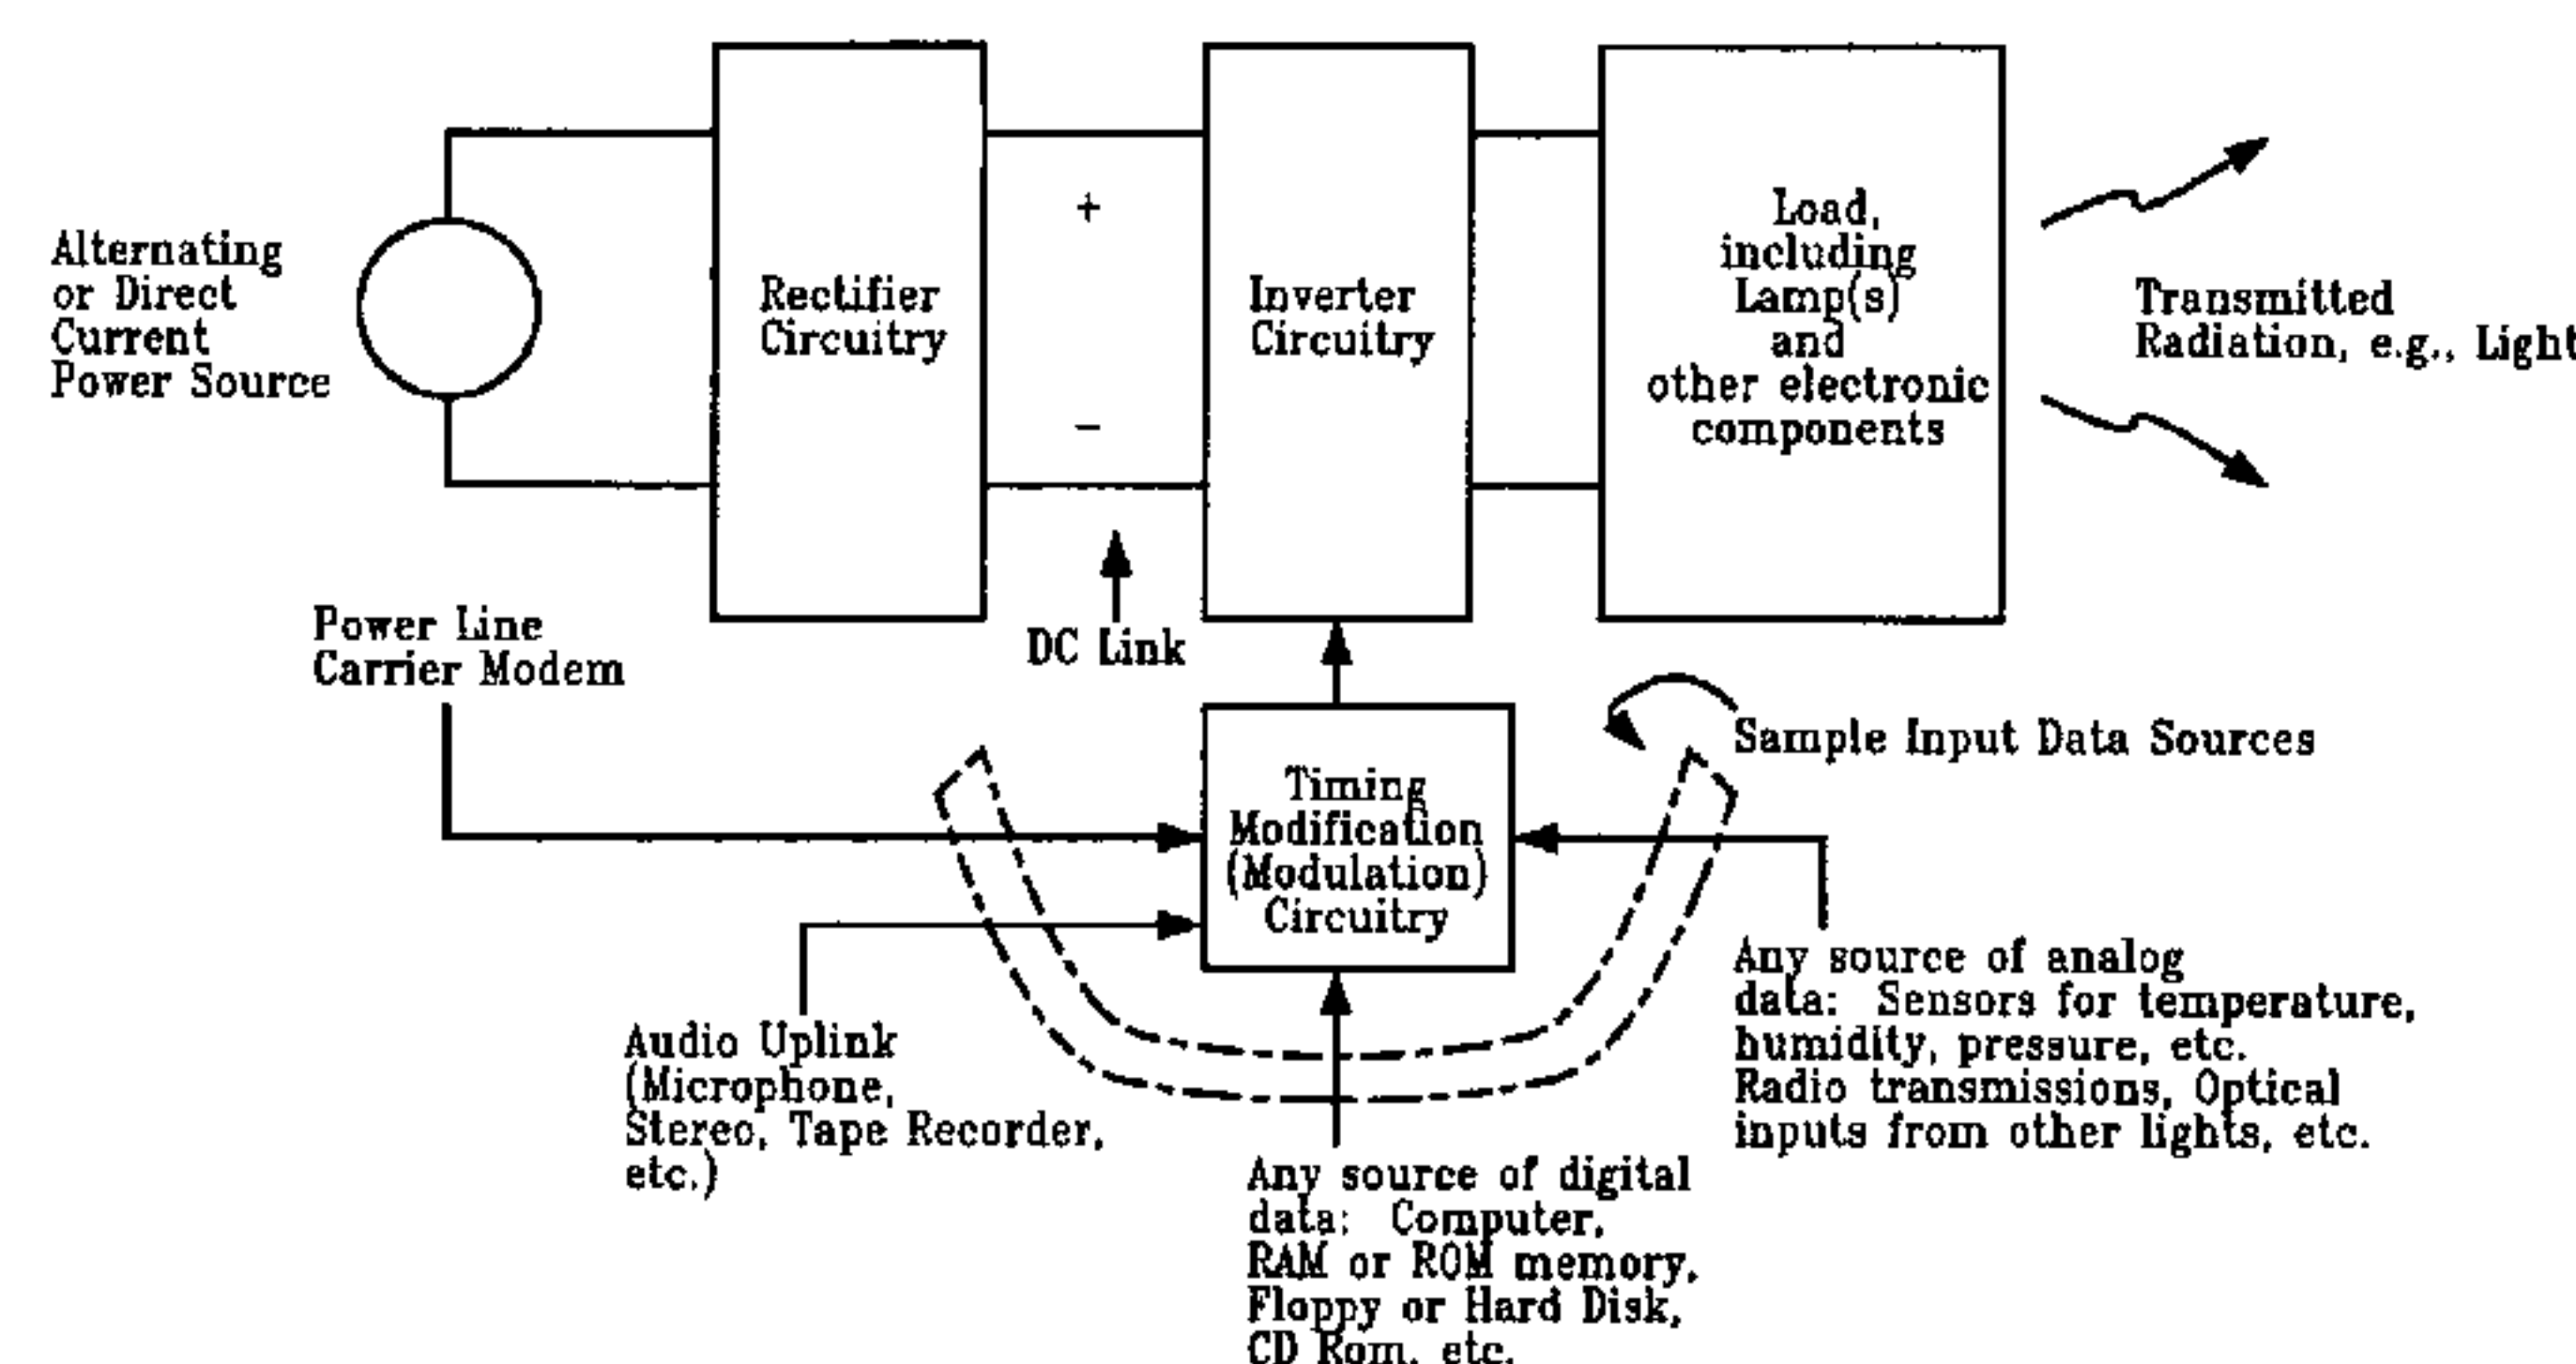 Alternating
or Direct
Current
Power Source
Rectifier
Circuitry
+
−
Inverter
Circuitry
Load,
including
Lamp(s)
and
other electronic
components
Transmitted
Radiation, e.g., Light
Power Line
Carrier Modem
DC Link
Sample Input Data Sources
Timing
Modification
(Modulation)
Circuitry
Audio Uplink
(Microphone,
Stereo, Tape Recorder,
etc.)
Any source of digital
data: Computer,
RAM or ROM memory,
Floppy or Hard Disk,
CD Rom, etc.
Any source of analog
data: Sensors for temperature,
humidity, pressure, etc.
Radio transmissions, Optical
inputs from other lights, etc.